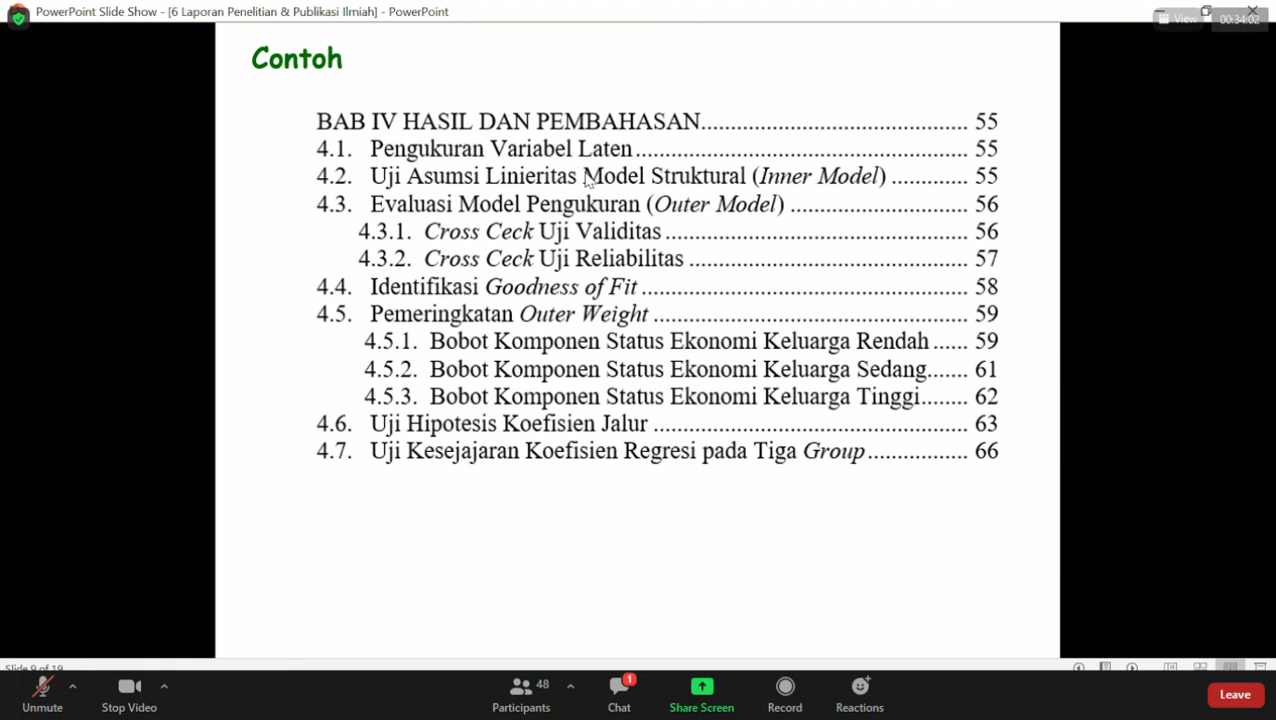 PowerPoint Slide Show - [6 Laporan Penelitian & Publikasi Ilmiah] - PowerPoint
View
00:34:02
Contoh
BAB IV HASIL DAN PEMBAHASAN........................................... 55
4.1. Pengukuran Variabel Laten..................................................... 55
4.2. Uji Asumsi Linieritas Model Struktural (Inner Model) ............ 55
4.3. Evaluasi Model Pengukuran (Outer Model) ............................ 56
4.3.1. Cross Ceck Uji Validitas ................................................. 56
4.3.2. Cross Ceck Uji Reliabilitas ............................................. 57
4.4. Identifikasi Goodness of Fit .................................................... 58
4.5. Pemeringkatan Outer Weight .................................................. 59
4.5.1. Bobot Komponen Status Ekonomi Keluarga Rendah ...... 59
4.5.2. Bobot Komponen Status Ekonomi Keluarga Sedang....... 61
4.5.3. Bobot Komponen Status Ekonomi Keluarga Tinggi........ 62
4.6. Uji Hipotesis Koefisien Jalur .................................................. 63
4.7. Uji Kesejajaran Koefisien Regresi pada Tiga Group................ 66
Slide 9 of 19
Unmute
Stop Video
48
Participants
1
Chat
Share Screen
Record
Reactions
Leave